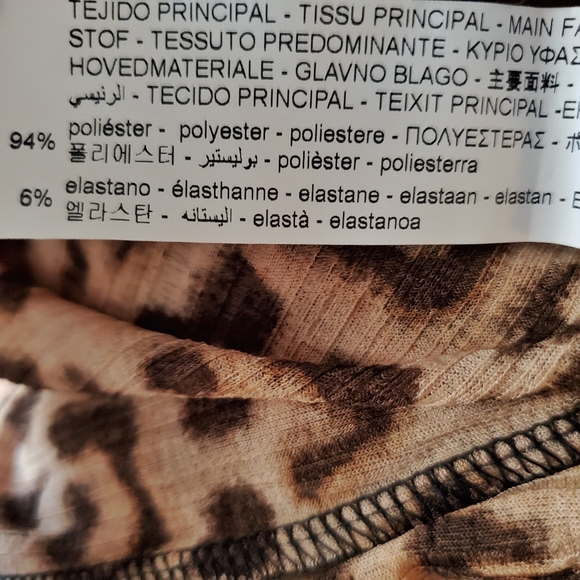 TEJIDO PRINCIPAL - TISSU PRINCIPAL - MAIN
STOF - TESSUTO PREDOMINANTE - ΚΥΡΙΟ
HOVEDMATERIALE - GLAVNO BLAGO - 主要面料 -
الرئيسي - TECIDO PRINCIPAL - TEIXIT PRINCIPAL -
94% poliéster - polyester - poliestere - ΠΟΛΥΕΣΤΕΡΑΣ -
폴리에스터 - بوليستير - polièster - poliesterra
6% elastano - élasthanne - elastane - elastaan - elastan -
엘라스탄 - اليستانه - elastà - elastanoa